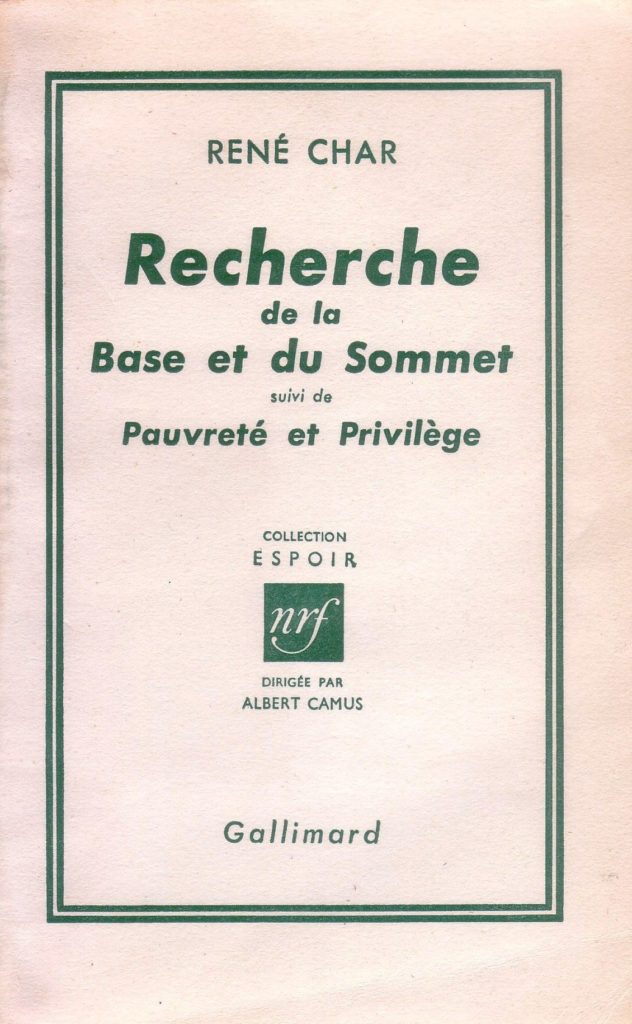 RENÉ CHAR
Recherche
de la
Base et du Sommet
suivi de
Pauvreté et Privilège
COLLECTION
ESPOIR
nrf
DIRIGÉE PAR
ALBERT CAMUS
Gallimard